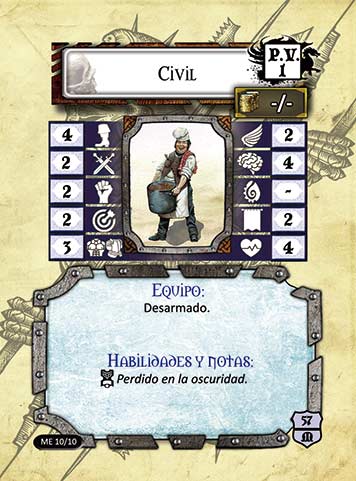 Civil
P.V.
1
-/-
4 2
2 4
2 -
2 2
3 4
Equipo:
Desarmado.
Habilidades y notas:
Perdido en la oscuridad.
ME 10/10
57
M